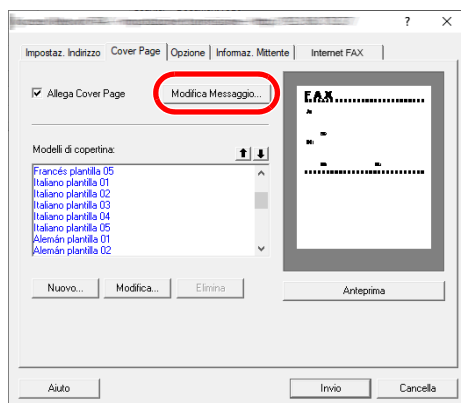 ?
Impostaz. Indirizzo Cover Page Opzione Informaz. Mittente Internet FAX
Allega Cover Page
Modifica Messaggio...
Modelli di copertina:
Francés plantilla 05
Italiano plantilla 01
Italiano plantilla 02
Italiano plantilla 03
Italiano plantilla 04
Italiano plantilla 05
Alemán plantilla 01
Alemán plantilla 02
Nuovo... Modifica... Elimina
FAX
Anteprima
Aiuto Invio Cancella